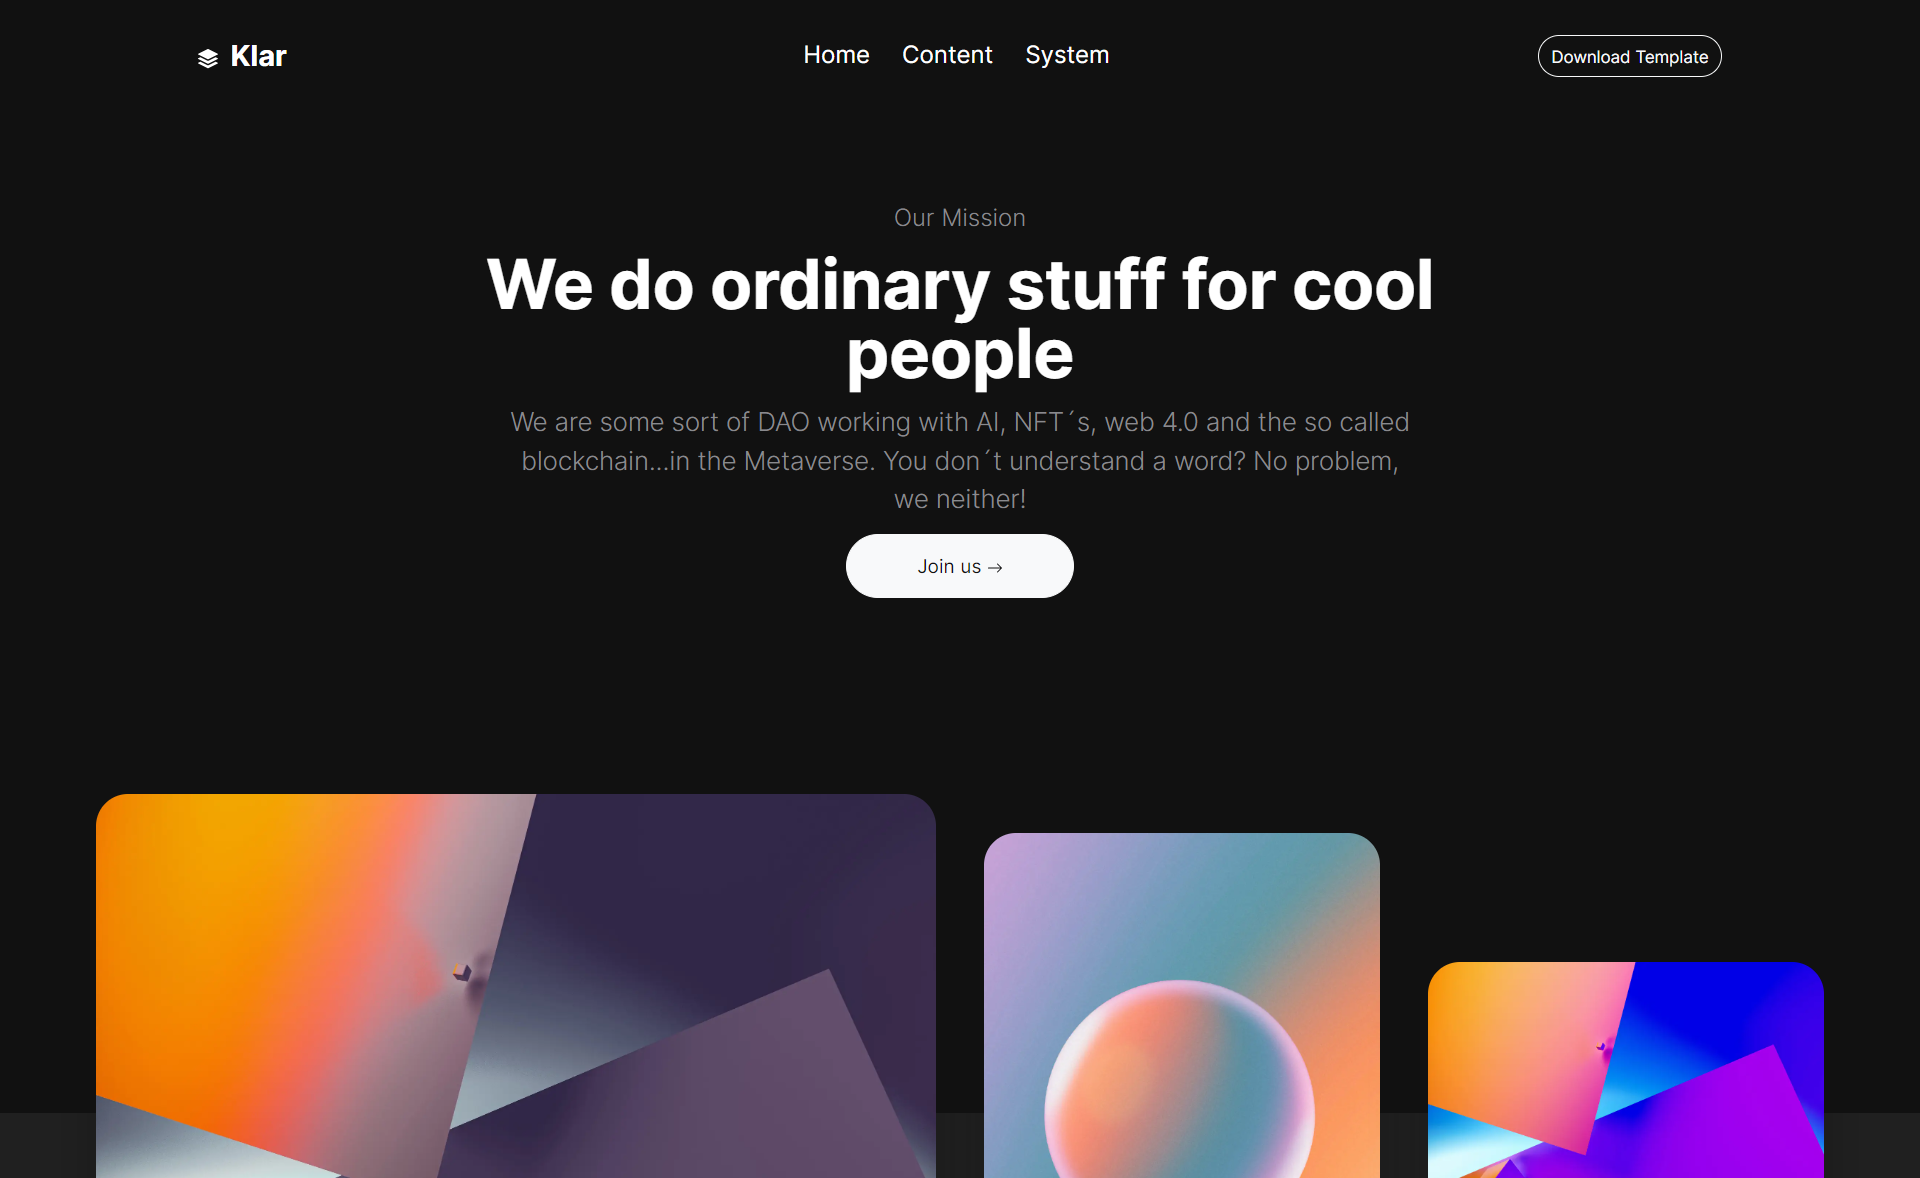 Klar
Home Content System
Download Template
Our Mission
We do ordinary stuff for cool
people
We are some sort of DAO working with AI, NFT´s, web 4.0 and the so called
blockchain...in the Metaverse. You don´t understand a word? No problem,
we neither!
Join us →